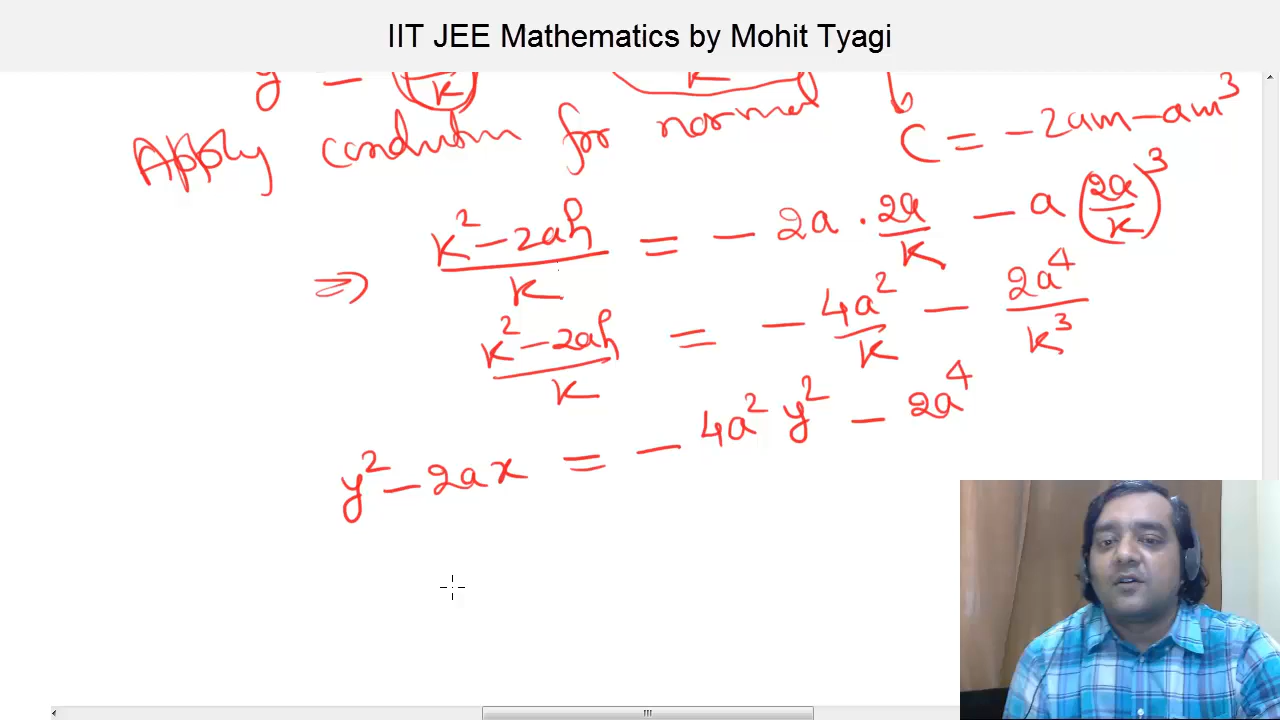 IIT JEE Mathematics by Mohit Tyagi
y = k k
Apply condition for normal
C = -2am - am³
⇒ (k² - 2ah)/k = - 2a · 2a/k - a (2a/k)³
(k² - 2ah)/k = - 4a²/k - 2a⁴/k³
y² - 2ax = - 4a² y² - 2a⁴